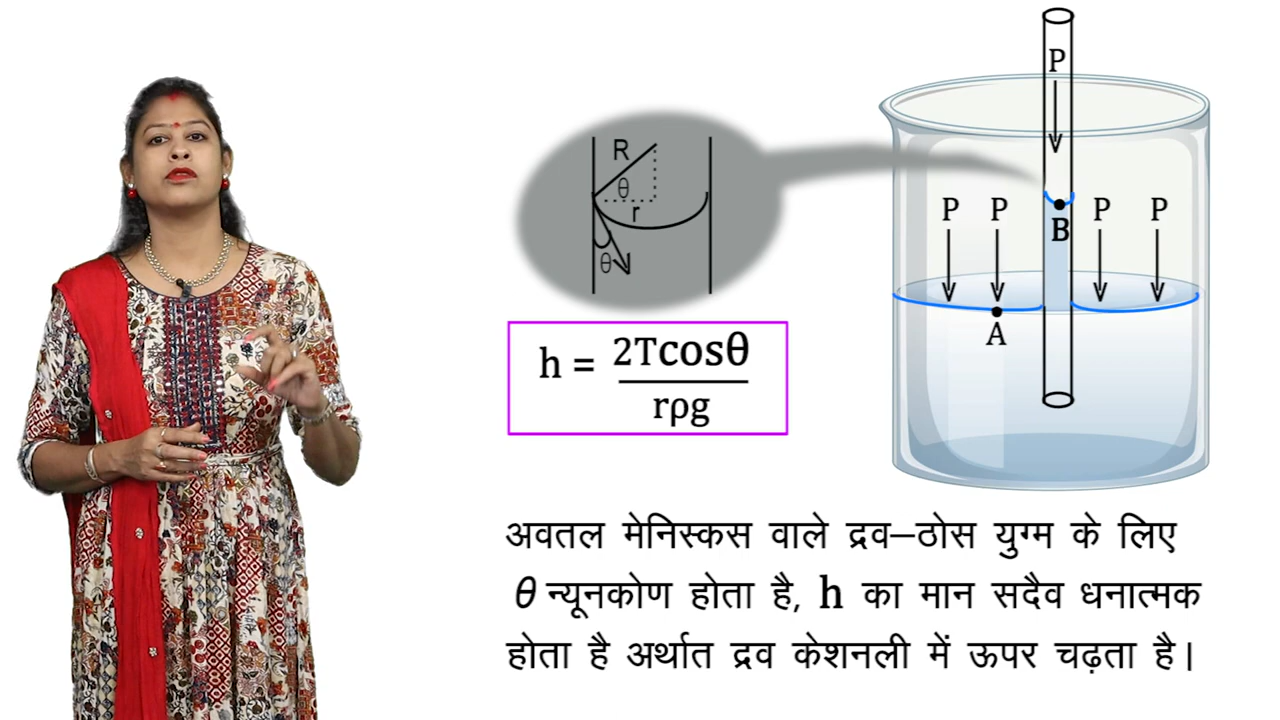 P
R
θ
r
θ
P P P P
B
A
h = 2Tcosθ / rρg
अवतल मेनिस्कस वाले द्रव–ठोस युग्म के लिए
θ न्यूनकोण होता है, h का मान सदैव धनात्मक
होता है अर्थात द्रव केशनली में ऊपर चढ़ता है।